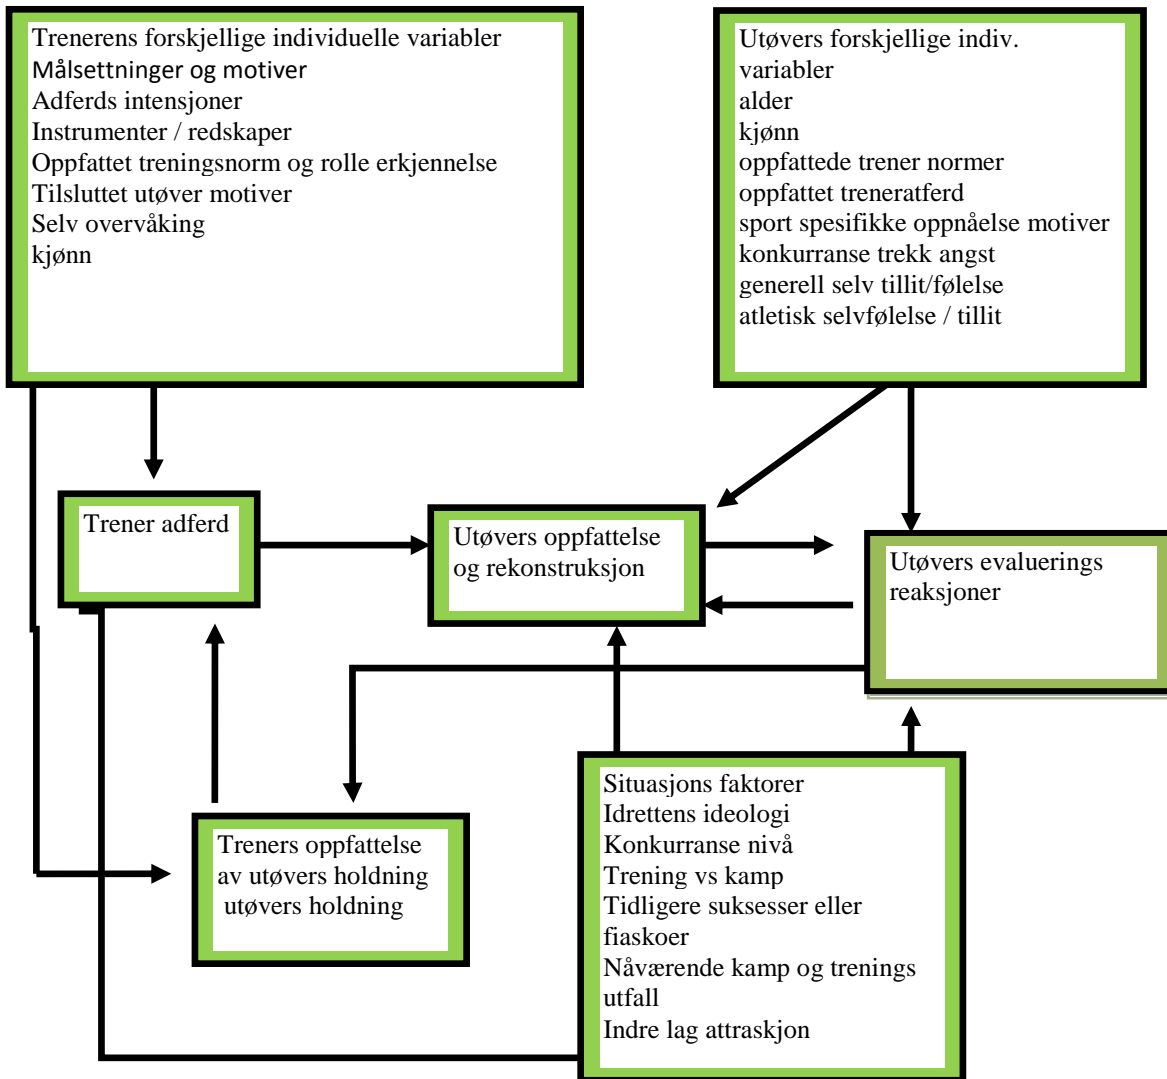 Trenerens forskjellige individuelle variabler
Målsettninger og motiver
Adferds intensjoner
Instrumenter / redskaper
Oppfattet treningsnorm og rolle erkjennelse
Tilsluttet utøver motiver
Selv overvåking
kjønn
Utøvers forskjellige indiv.
variabler
alder
kjønn
oppfattede trener normer
oppfattet treneratferd
sport spesifikke oppnåelse motiver
konkurranse trekk angst
generell selv tillit/følelse
atletisk selvfølelse / tillit
Trener adferd
Utøvers oppfattelse
og rekonstruksjon
Utøvers evaluerings
reaksjoner
Treners oppfattelse
av utøvers holdning
utøvers holdning
Situasjons faktorer
Idrettens ideologi
Konkurranse nivå
Trening vs kamp
Tidligere suksesser eller
fiaskoer
Nåværende kamp og trenings
utfall
Indre lag attraskjon